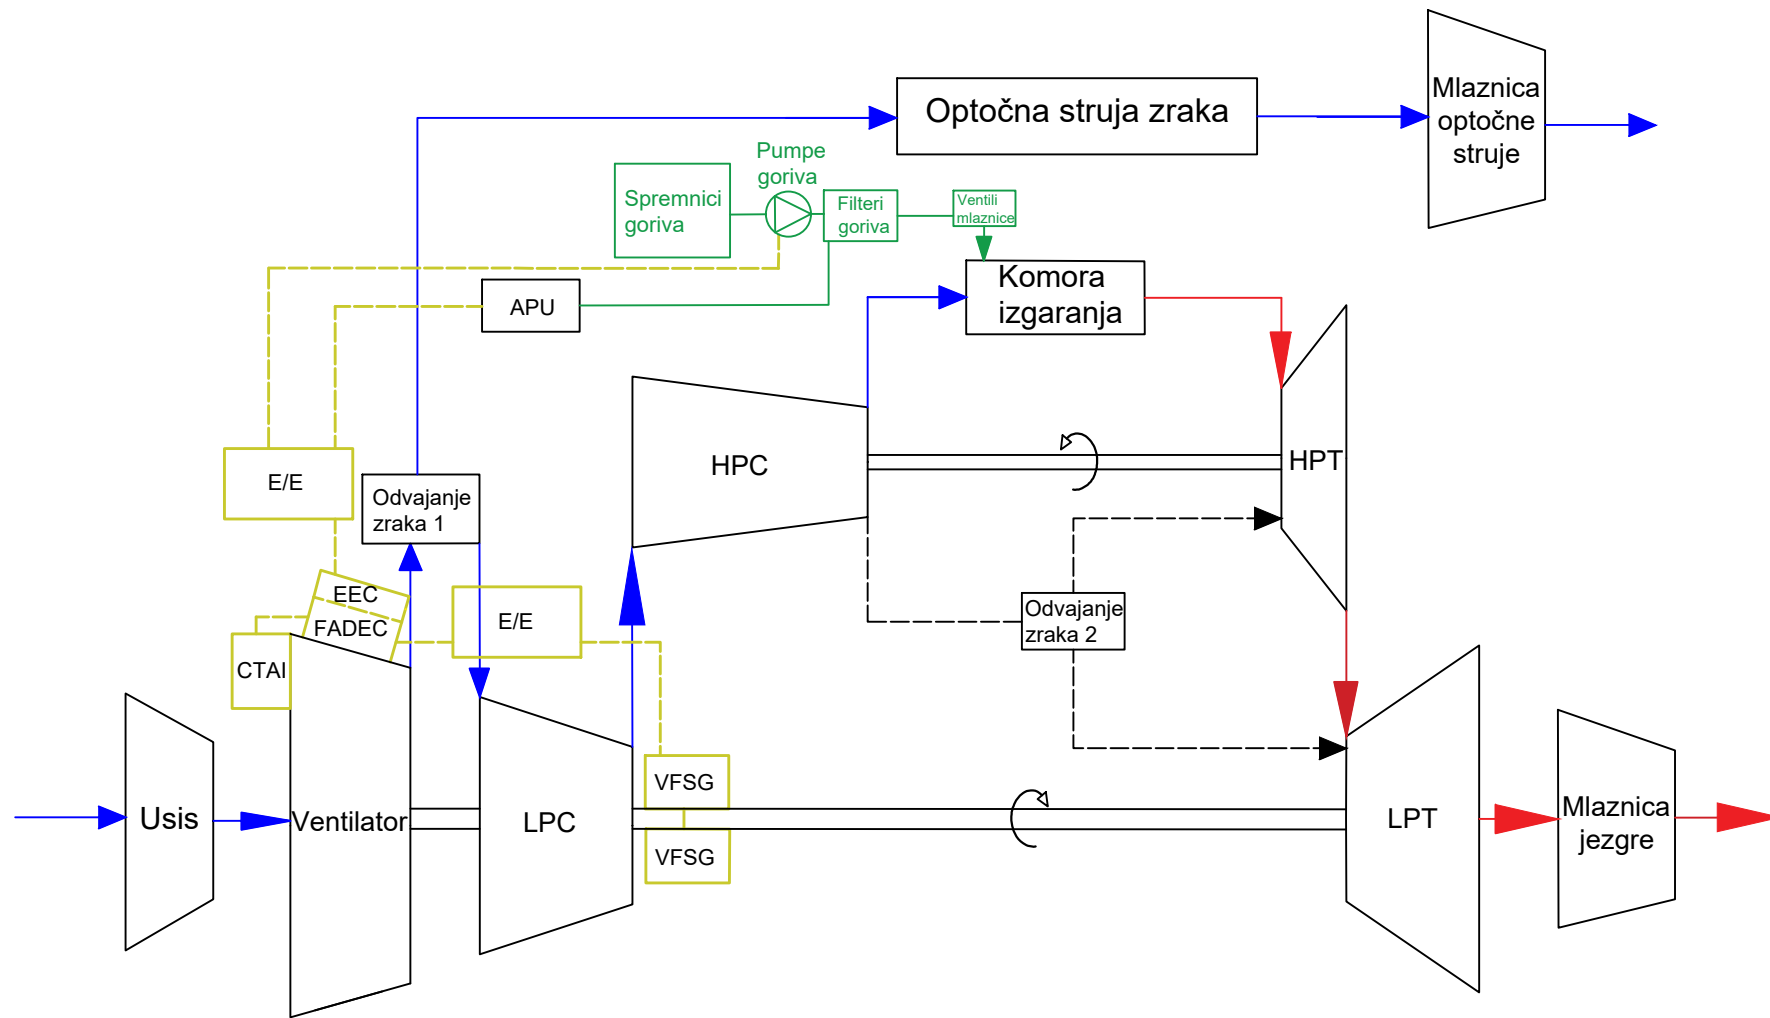 Optočna struja zraka
Mlaznica
optočne
struje
Pumpe
goriva
Spremnici
goriva
Filteri
goriva
Ventili
mlaznice
Komora
izgaranja
APU
HPC
HPT
E/E
Odvajanje
zraka 1
EEC
FADEC
E/E
Odvajanje
zraka 2
CTAI
VFSG
Usis
Ventilator
LPC
LPT
Mlaznica
jezgre
VFSG